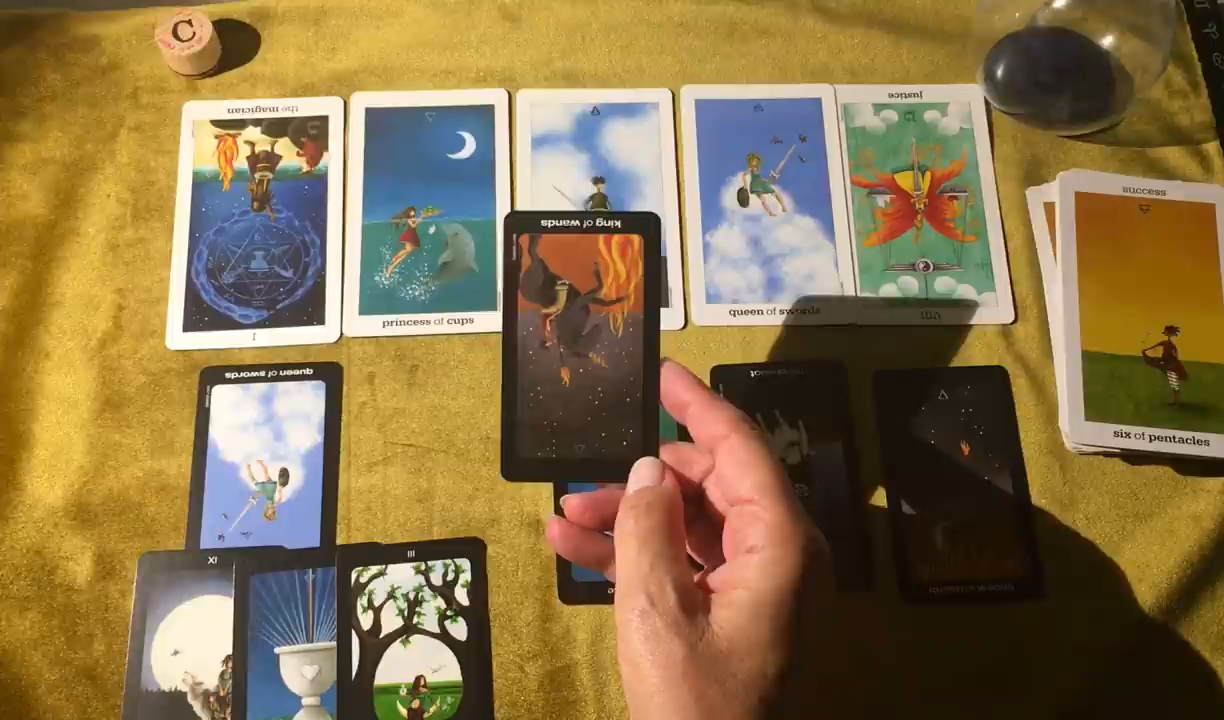 C
the magician
I
princess of cups
queen of swords
justice
VIII
success
six of pentacles
king of wands
queen of swords
IX
III